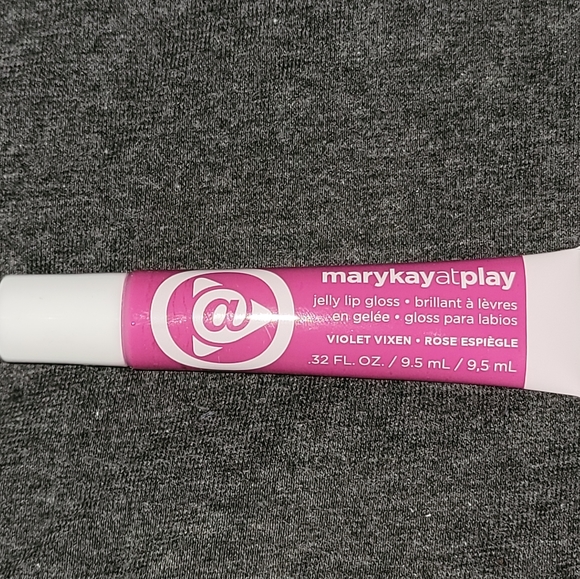 @
marykayatplay
jelly lip gloss • brillant à lèvres
en gelée • gloss para labios
VIOLET VIXEN • ROSE ESPIÈGLE
.32 FL. OZ. / 9.5 mL / 9,5 mL